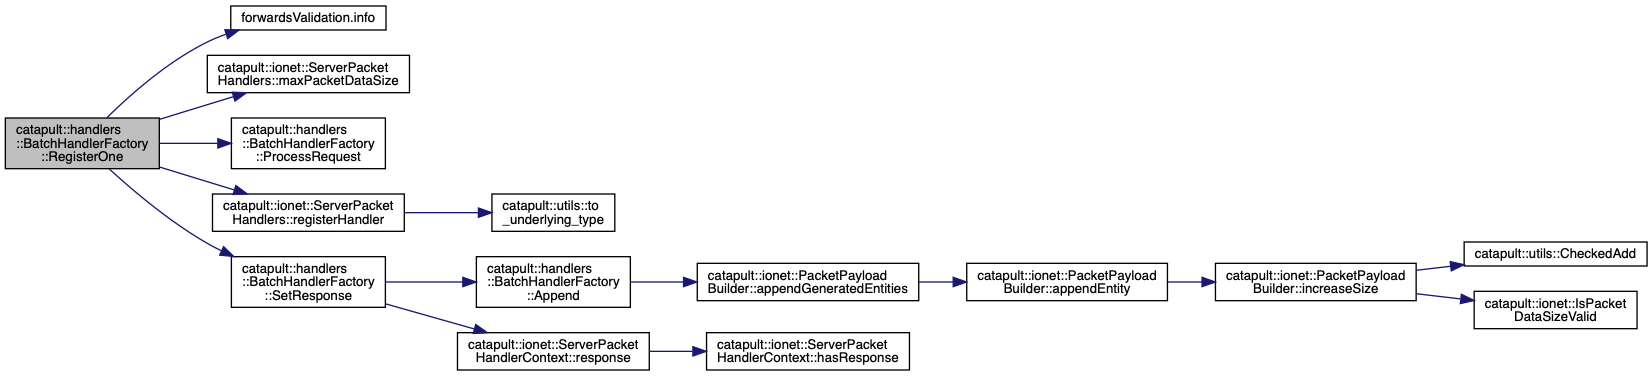 forwardsValidation.info
catapult::ionet::ServerPacket
Handlers::maxPacketDataSize
catapult::handlers
::BatchHandlerFactory
::RegisterOne
catapult::handlers
::BatchHandlerFactory
::ProcessRequest
catapult::ionet::ServerPacket
Handlers::registerHandler
catapult::utils::to
_underlying_type
catapult::handlers
::BatchHandlerFactory
::SetResponse
catapult::handlers
::BatchHandlerFactory
::Append
catapult::ionet::PacketPayload
Builder::appendGeneratedEntities
catapult::ionet::PacketPayload
Builder::appendEntity
catapult::ionet::PacketPayload
Builder::increaseSize
catapult::utils::CheckedAdd
catapult::ionet::IsPacket
DataSizeValid
catapult::ionet::ServerPacket
HandlerContext::response
catapult::ionet::ServerPacket
HandlerContext::hasResponse